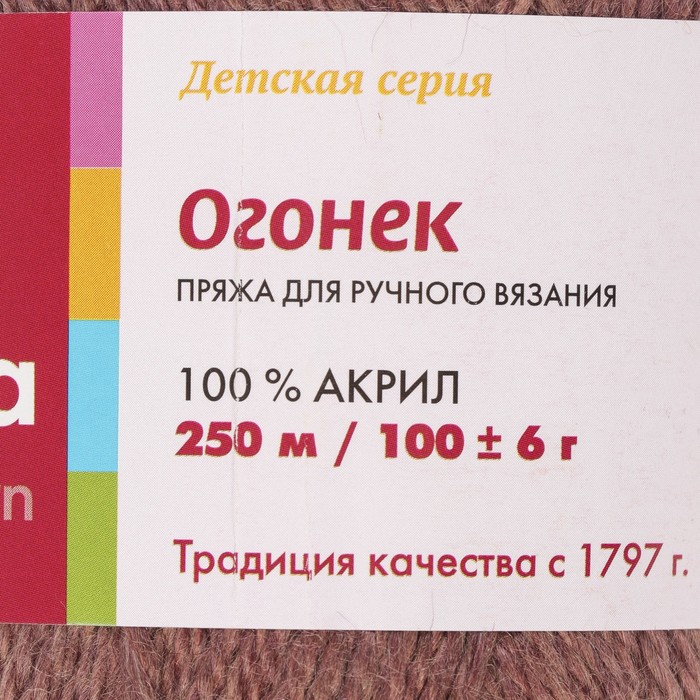 Детская серия
Огонек
ПРЯЖА ДЛЯ РУЧНОГО ВЯЗАНИЯ
100 % АКРИЛ
250 м / 100 ± 6 г
Традиция качества с 1797 г.